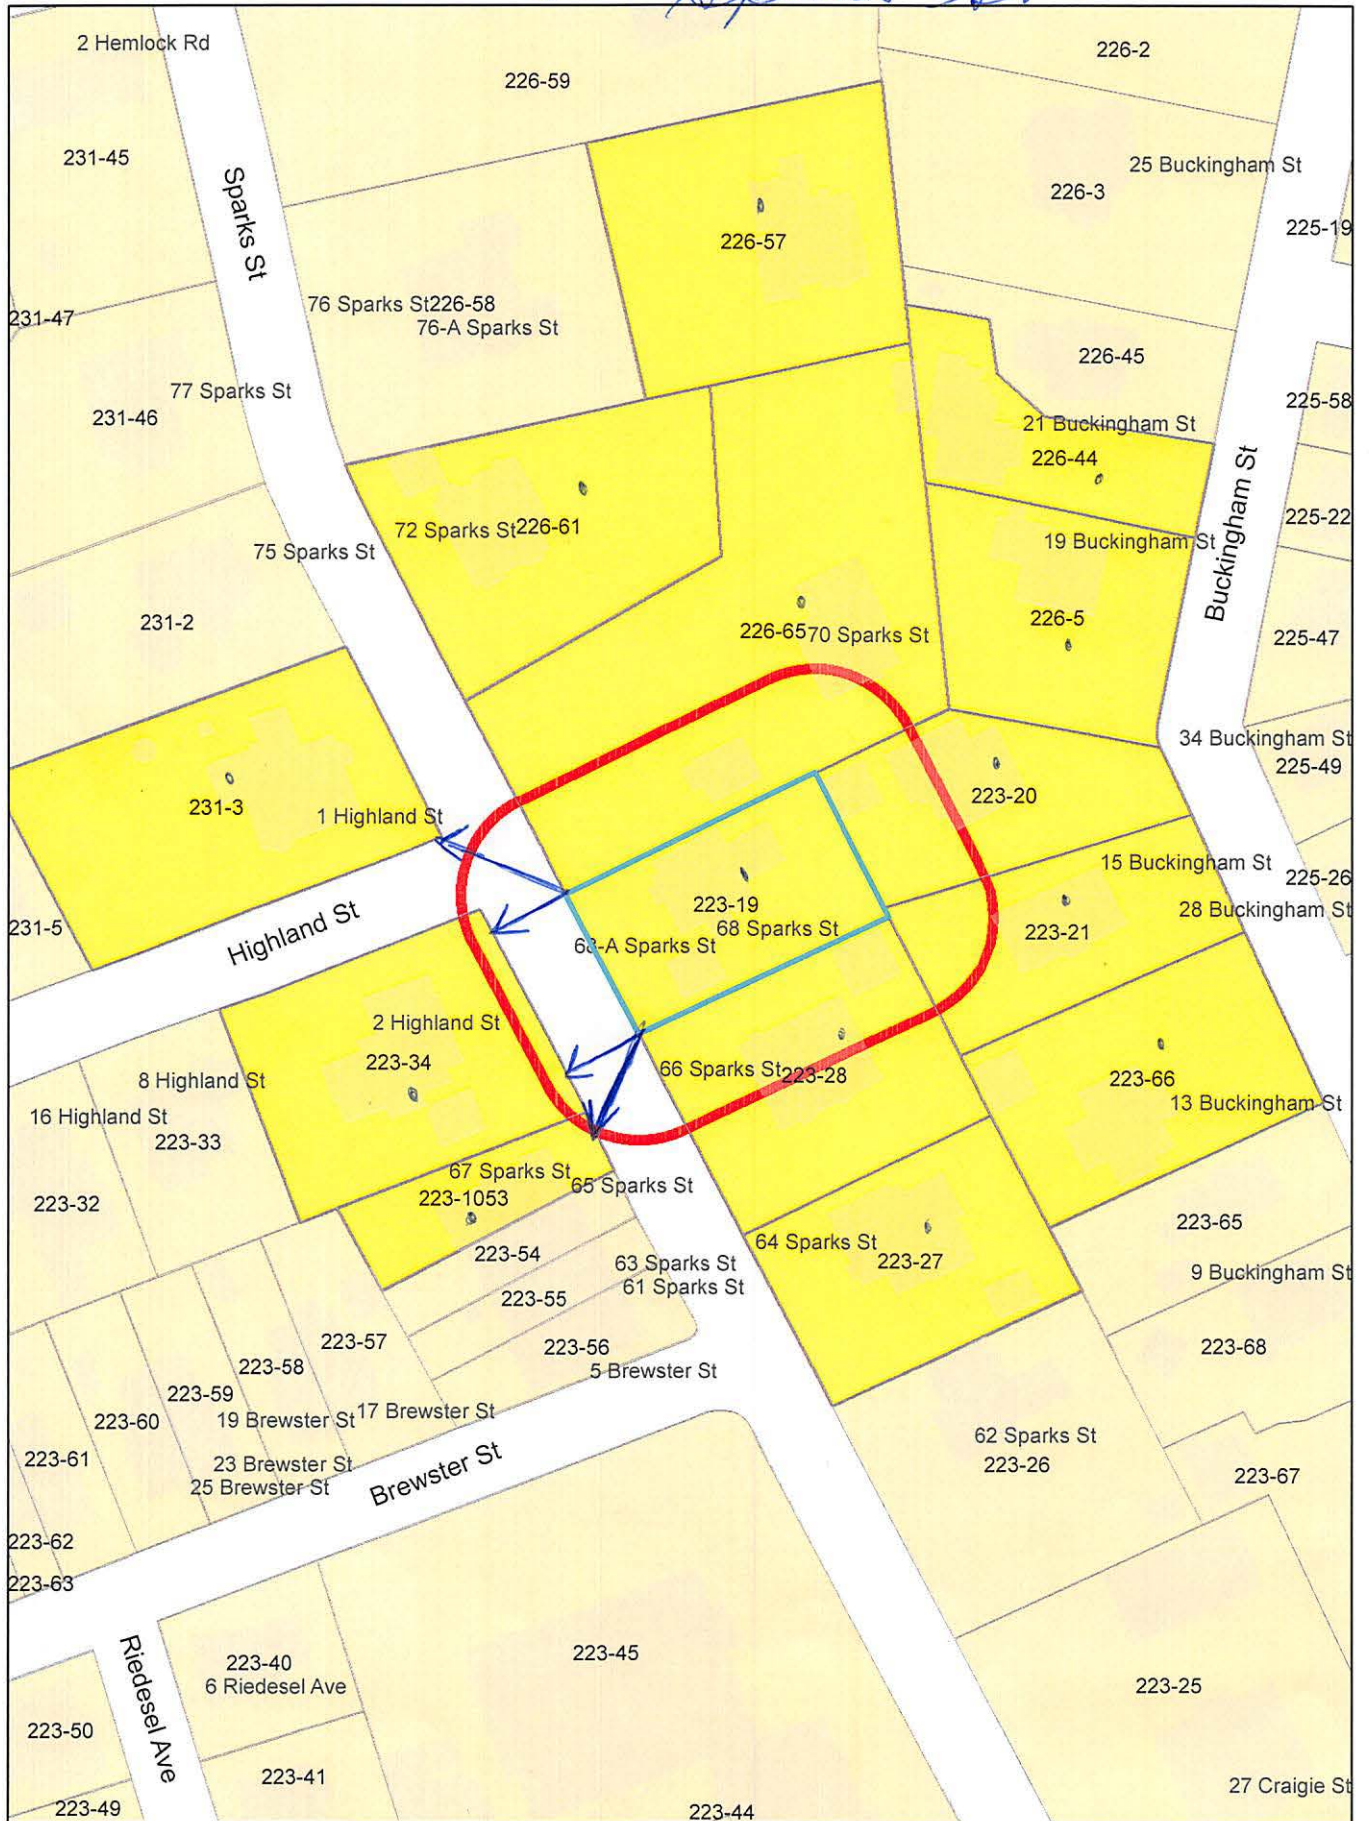 2 Hemlock Rd
226-59
226-2
231-45
Sparks St
25 Buckingham St
226-3
225-19
226-57
76 Sparks St226-58
76-A Sparks St
231-47
226-45
77 Sparks St
231-46
225-58
21 Buckingham St
226-44
Buckingham St
225-22
72 Sparks St226-61
19 Buckingham St
75 Sparks St
231-2
226-5
226-6570 Sparks St
225-47
34 Buckingham St
225-49
231-3
1 Highland St
223-20
15 Buckingham St
225-26
223-19
28 Buckingham St
68 Sparks St
68-A Sparks St
223-21
231-5
Highland St
2 Highland St
223-34
66 Sparks St223-28
8 Highland St
223-66
13 Buckingham St
16 Highland St
223-33
67 Sparks St
65 Sparks St
223-1053
223-32
223-65
64 Sparks St
223-27
223-54
63 Sparks St
61 Sparks St
9 Buckingham St
223-55
223-57
223-56
223-68
223-58
5 Brewster St
223-59
17 Brewster St
19 Brewster St
223-60
62 Sparks St
223-26
223-61
23 Brewster St
25 Brewster St
Brewster St
223-67
223-62
223-63
Riedesel Ave
223-40
6 Riedesel Ave
223-45
223-25
223-50
223-41
27 Craigie St
223-49
223-44